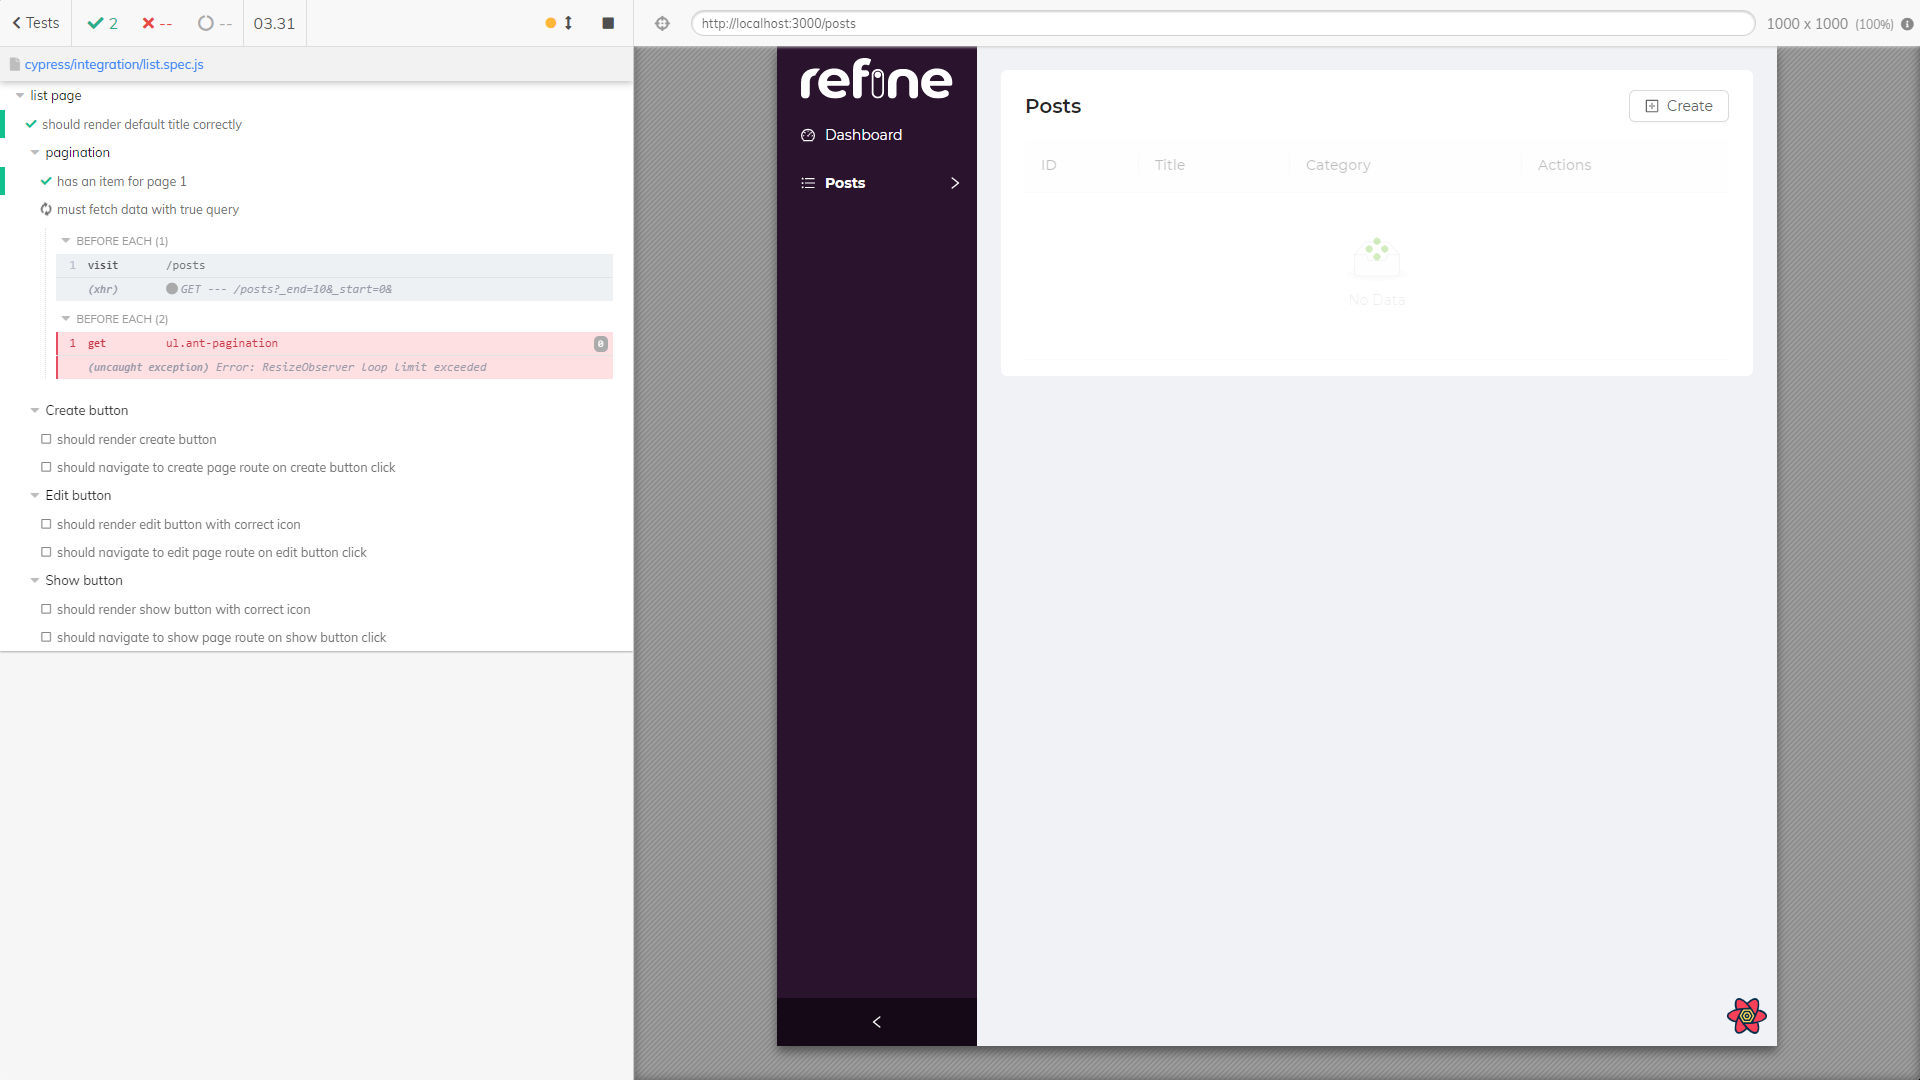 Tests
2
--
--
03.31
cypress/integration/list.spec.js
list page
should render default title correctly
pagination
has an item for page 1
must fetch data with true query
BEFORE EACH (1)
1 visit /posts
(xhr) GET --- /posts?_end=10&_start=0&
BEFORE EACH (2)
1 get ul.ant-pagination 0
(uncaught exception) Error: ResizeObserver loop limit exceeded
Create button
should render create button
should navigate to create page route on create button click
Edit button
should render edit button with correct icon
should navigate to edit page route on edit button click
Show button
should render show button with correct icon
should navigate to show page route on show button click
http://localhost:3000/posts
1000 x 1000 (100%)
refine
Dashboard
Posts
Posts
Create
ID Title Category Actions
No Data